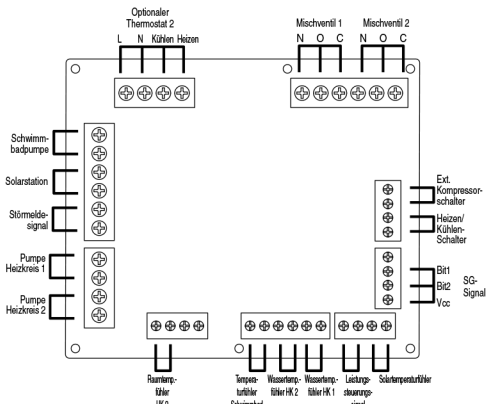 Optionaler
Thermostat 2
L N Kühlen Heizen
Mischventil 1
N O C
Mischventil 2
N O C
Schwimm-
badpumpe
Solarstation
Störmelde-
signal
Pumpe
Heizkreis 1
Pumpe
Heizkreis 2
Ext.
Kompressor-
schalter
Heizen/
Kühlen-
Schalter
Bit1
Bit2
Vcc
SG-
Signal
Raumtemp.-
fühler
Tempera-
turfühler
Wassertemp.-
fühler HK 2
Wassertemp.-
fühler HK 1
Leistungs-
steuerungs-
Solartemperaturfühler